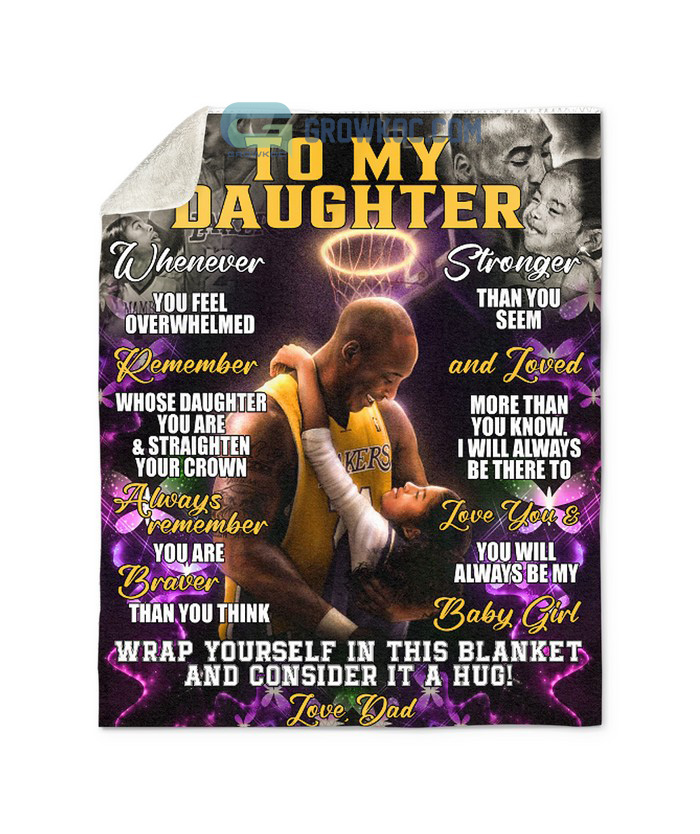 GROWKOC.COM
TO MY
DAUGHTER
Whenever
YOU FEEL
OVERWHELMED
Remember
WHOSE DAUGHTER
YOU ARE
& STRAIGHTEN
YOUR CROWN
Always
remember
YOU ARE
Braver
THAN YOU THINK
Stronger
THAN YOU
SEEM
and Loved
MORE THAN
YOU KNOW.
I WILL ALWAYS
BE THERE TO
Love You &
YOU WILL
ALWAYS BE MY
Baby Girl
AKERS
WRAP YOURSELF IN THIS BLANKET
AND CONSIDER IT A HUG!
Love, Dad